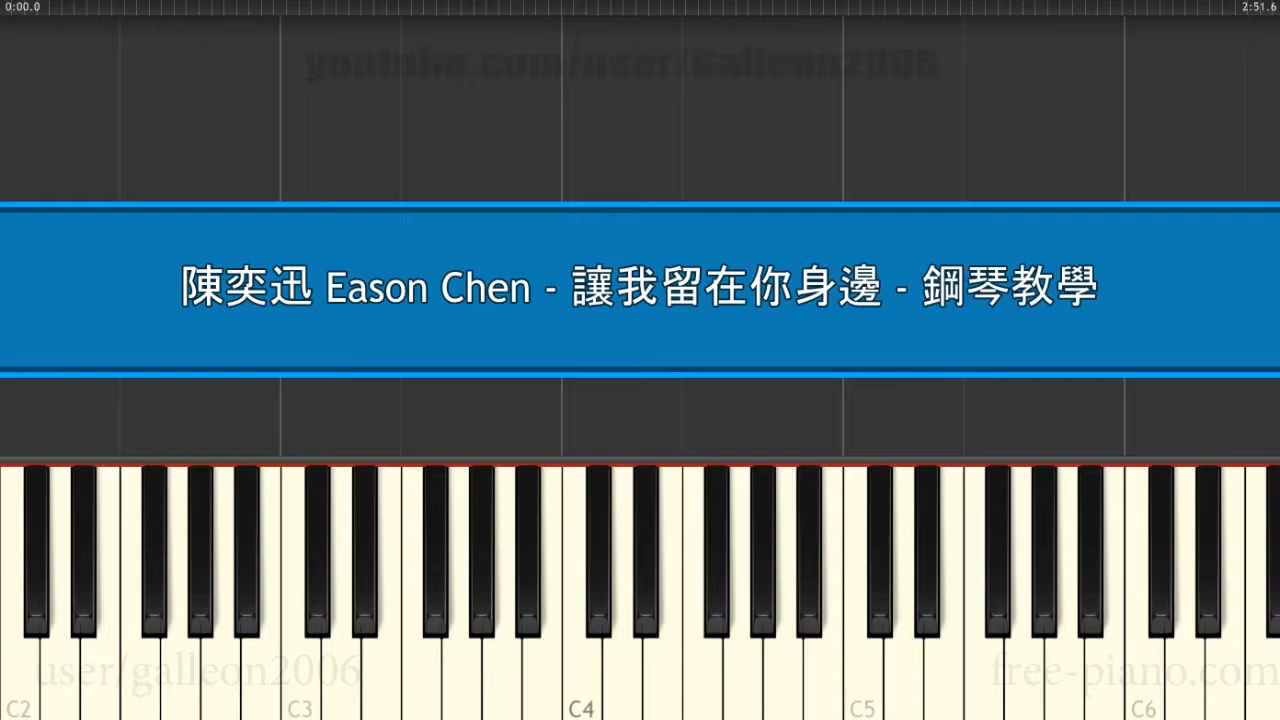 0:00.0 2:51.6
youtube.com/user/Galleon2006
陳奕迅 Eason Chen - 讓我留在你身邊 - 鋼琴教學
user/galleon2006 free-piano.com
C2 C3 C4 C5 C6